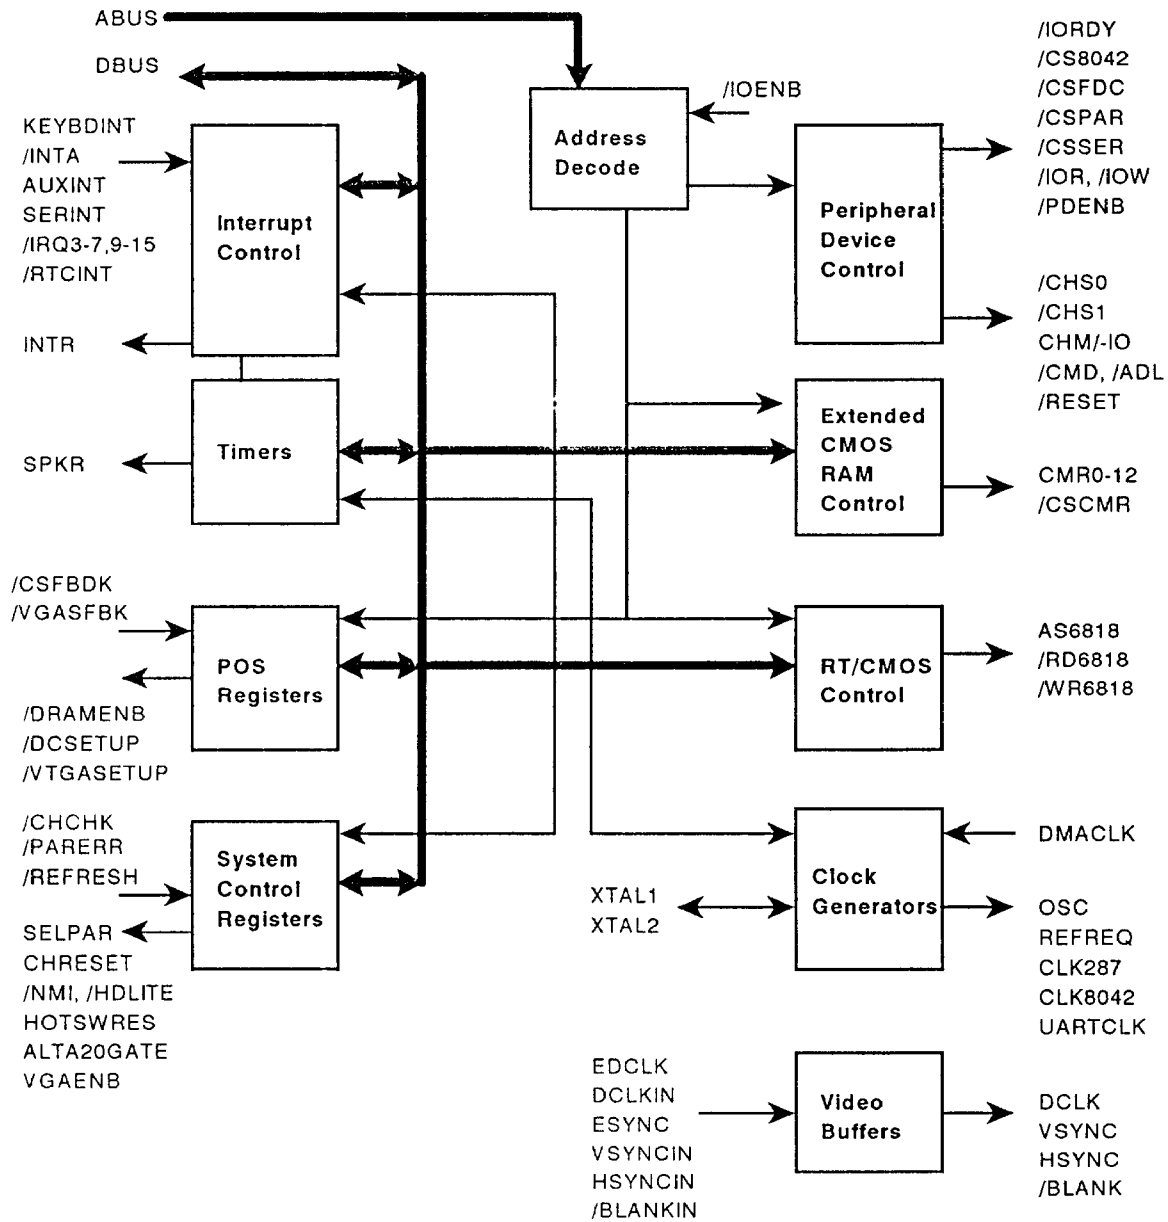 ABUS
DBUS
KEYBDINT
/INTA
AUXINT
SERINT
/IRQ3-7,9-15
/RTCINT
INTR
SPKR
/CSFBDK
/VGASFBK
/DRAMENB
/DCSETUP
/VTGASETUP
/CHCHK
/PARERR
/REFRESH
SELPAR
CHRESET
/NMI, /HDLITE
HOTSWRES
ALTA20GATE
VGAENB
Interrupt
Control
Timers
POS
Registers
System
Control
Registers
Address
Decode
/IOENB
Peripheral
Device
Control
Extended
CMOS
RAM
Control
RT/CMOS
Control
XTAL1
XTAL2
Clock
Generators
EDCLK
DCLKIN
ESYNC
VSYNCIN
HSYNCIN
/BLANKIN
Video
Buffers
/IORDY
/CS8042
/CSFDC
/CSPAR
/CSSER
/IOR, /IOW
/PDENB
/CHS0
/CHS1
CHM/-IO
/CMD, /ADL
/RESET
CMR0-12
/CSCMR
AS6818
/RD6818
/WR6818
DMACLK
OSC
REFREQ
CLK287
CLK8042
UARTCLK
DCLK
VSYNC
HSYNC
/BLANK